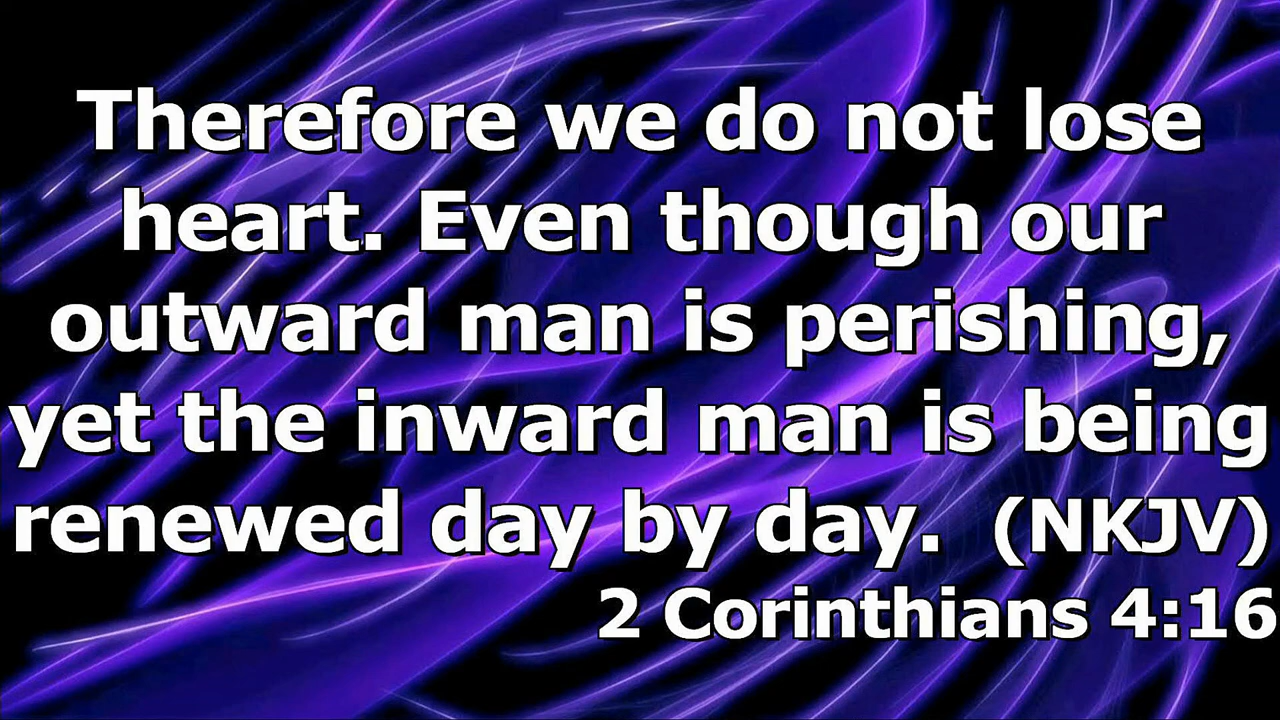 Therefore we do not lose
heart. Even though our
outward man is perishing,
yet the inward man is being
renewed day by day. (NKJV)
2 Corinthians 4:16